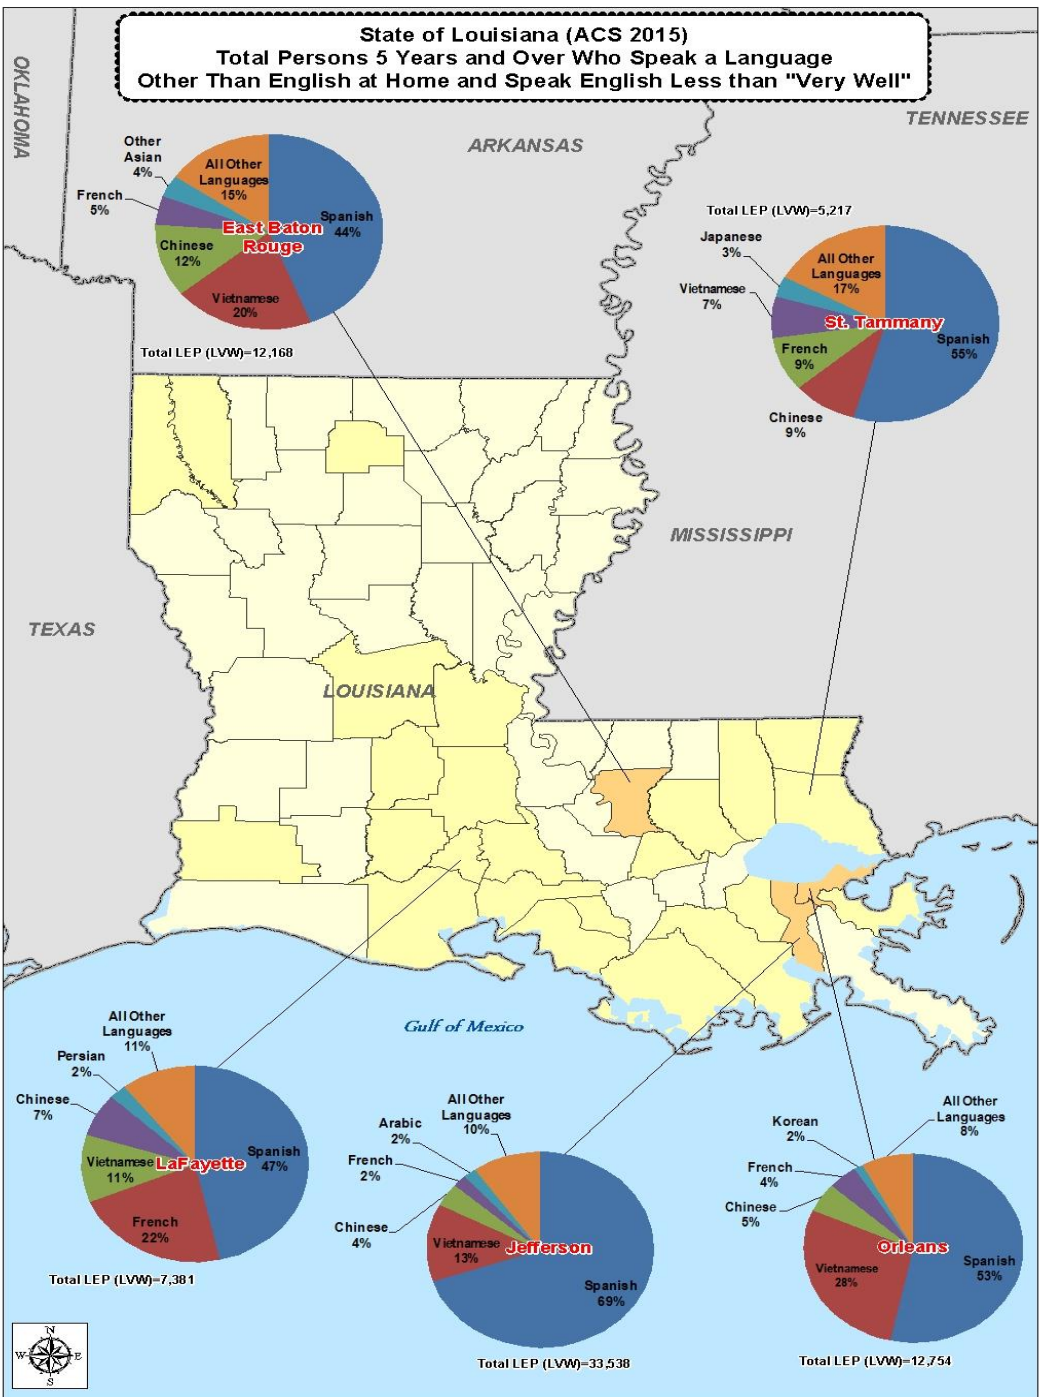 State of Louisiana (ACS 2015)
Total Persons 5 Years and Over Who Speak a Language
Other Than English at Home and Speak English Less than "Very Well"
OKLAHOMA
ARKANSAS
TENNESSEE
Other
Asian
4%
All Other
Languages
15%
French
5%
Spanish
44%
East Baton
Rouge
Chinese
12%
Vietnamese
20%
Total LEP (LVW)=12,168
Total LEP (LVW)=5,217
Japanese
3%
All Other
Languages
17%
Vietnamese
7%
St. Tammany
Spanish
55%
French
9%
Chinese
9%
MISSISSIPPI
TEXAS
LOUISIANA
Gulf of Mexico
All Other
Languages
11%
Persian
2%
Chinese
7%
Spanish
47%
Vietnamese
11%
LaFayette
French
22%
Total LEP (LVW)=7,381
All Other
Languages
10%
Arabic
2%
French
2%
Chinese
4%
Vietnamese
13%
Jefferson
Spanish
69%
Total LEP (LVW)=33,538
All Other
Languages
8%
Korean
2%
French
4%
Chinese
5%
Orleans
Spanish
53%
Vietnamese
28%
Total LEP (LVW)=12,754
N
W
E
S